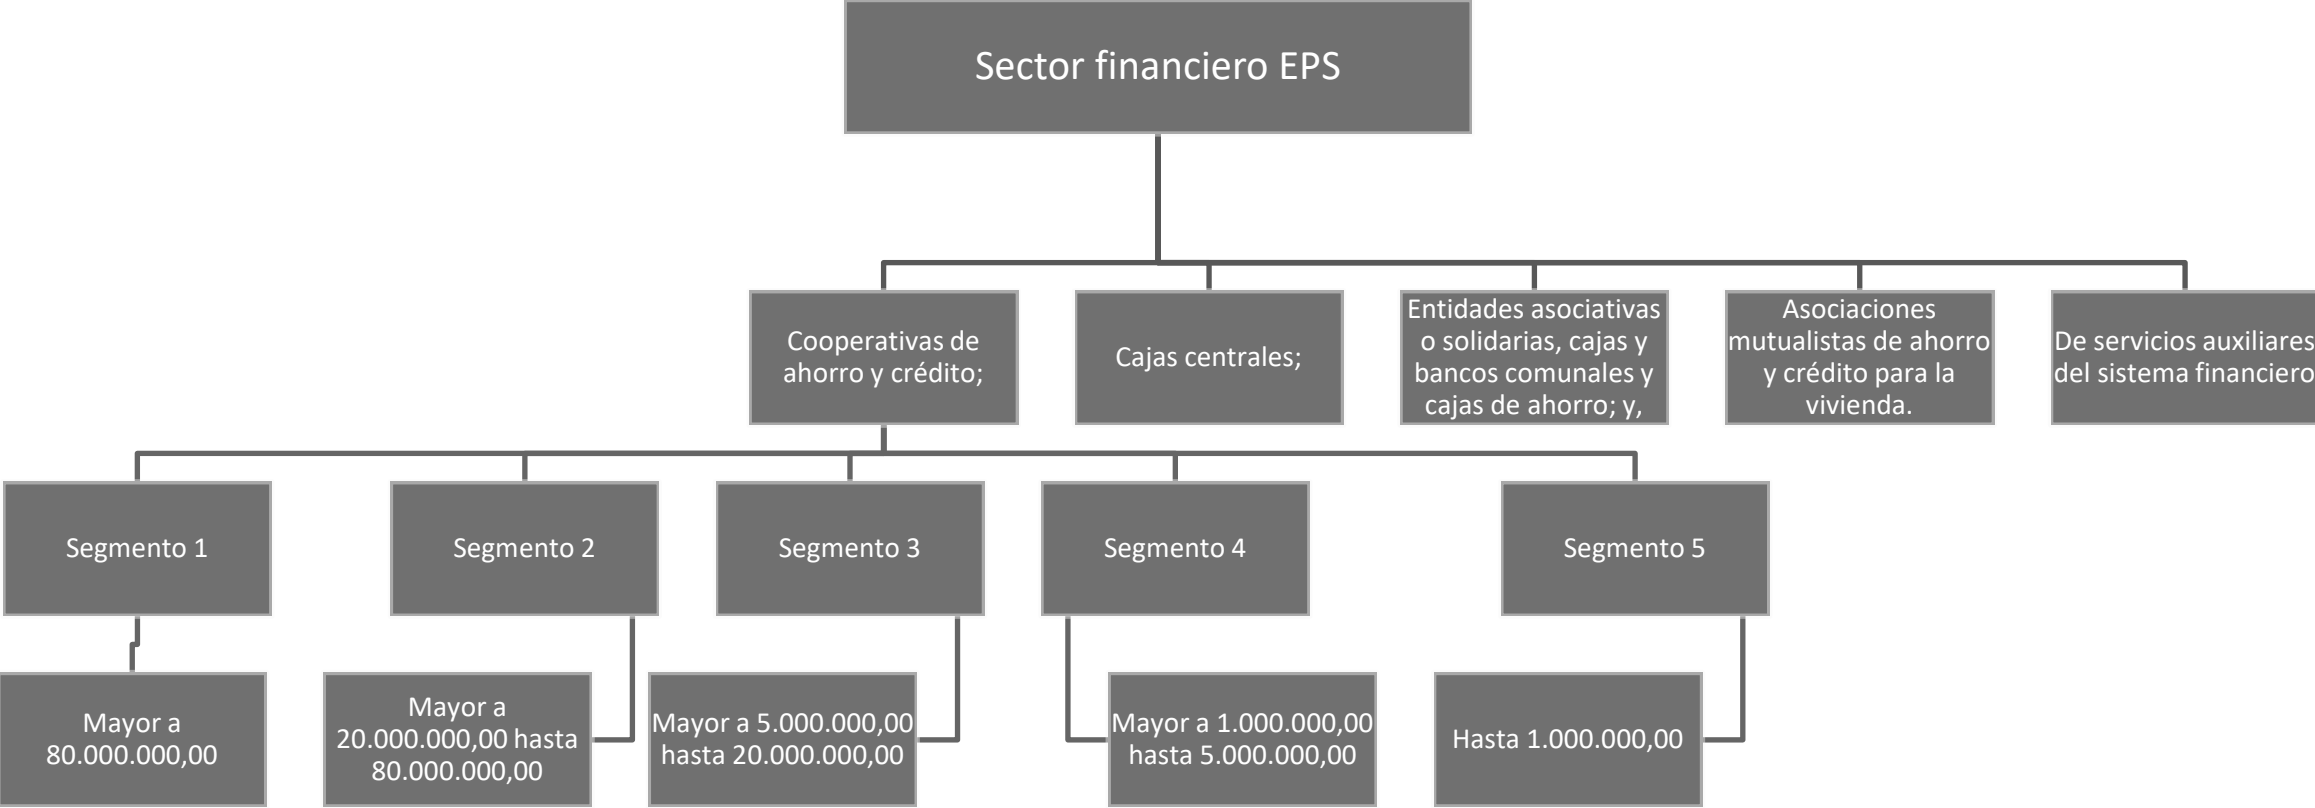 Sector financiero EPS
Cooperativas de
ahorro y crédito;
Cajas centrales;
Entidades asociativas
o solidarias, cajas y
bancos comunales y
cajas de ahorro; y,
Asociaciones
mutualistas de ahorro
y crédito para la
vivienda.
De servicios auxiliares
del sistema financiero
Segmento 1
Segmento 2
Segmento 3
Segmento 4
Segmento 5
Mayor a
80.000.000,00
Mayor a
20.000.000,00 hasta
80.000.000,00
Mayor a 5.000.000,00
hasta 20.000.000,00
Mayor a 1.000.000,00
hasta 5.000.000,00
Hasta 1.000.000,00